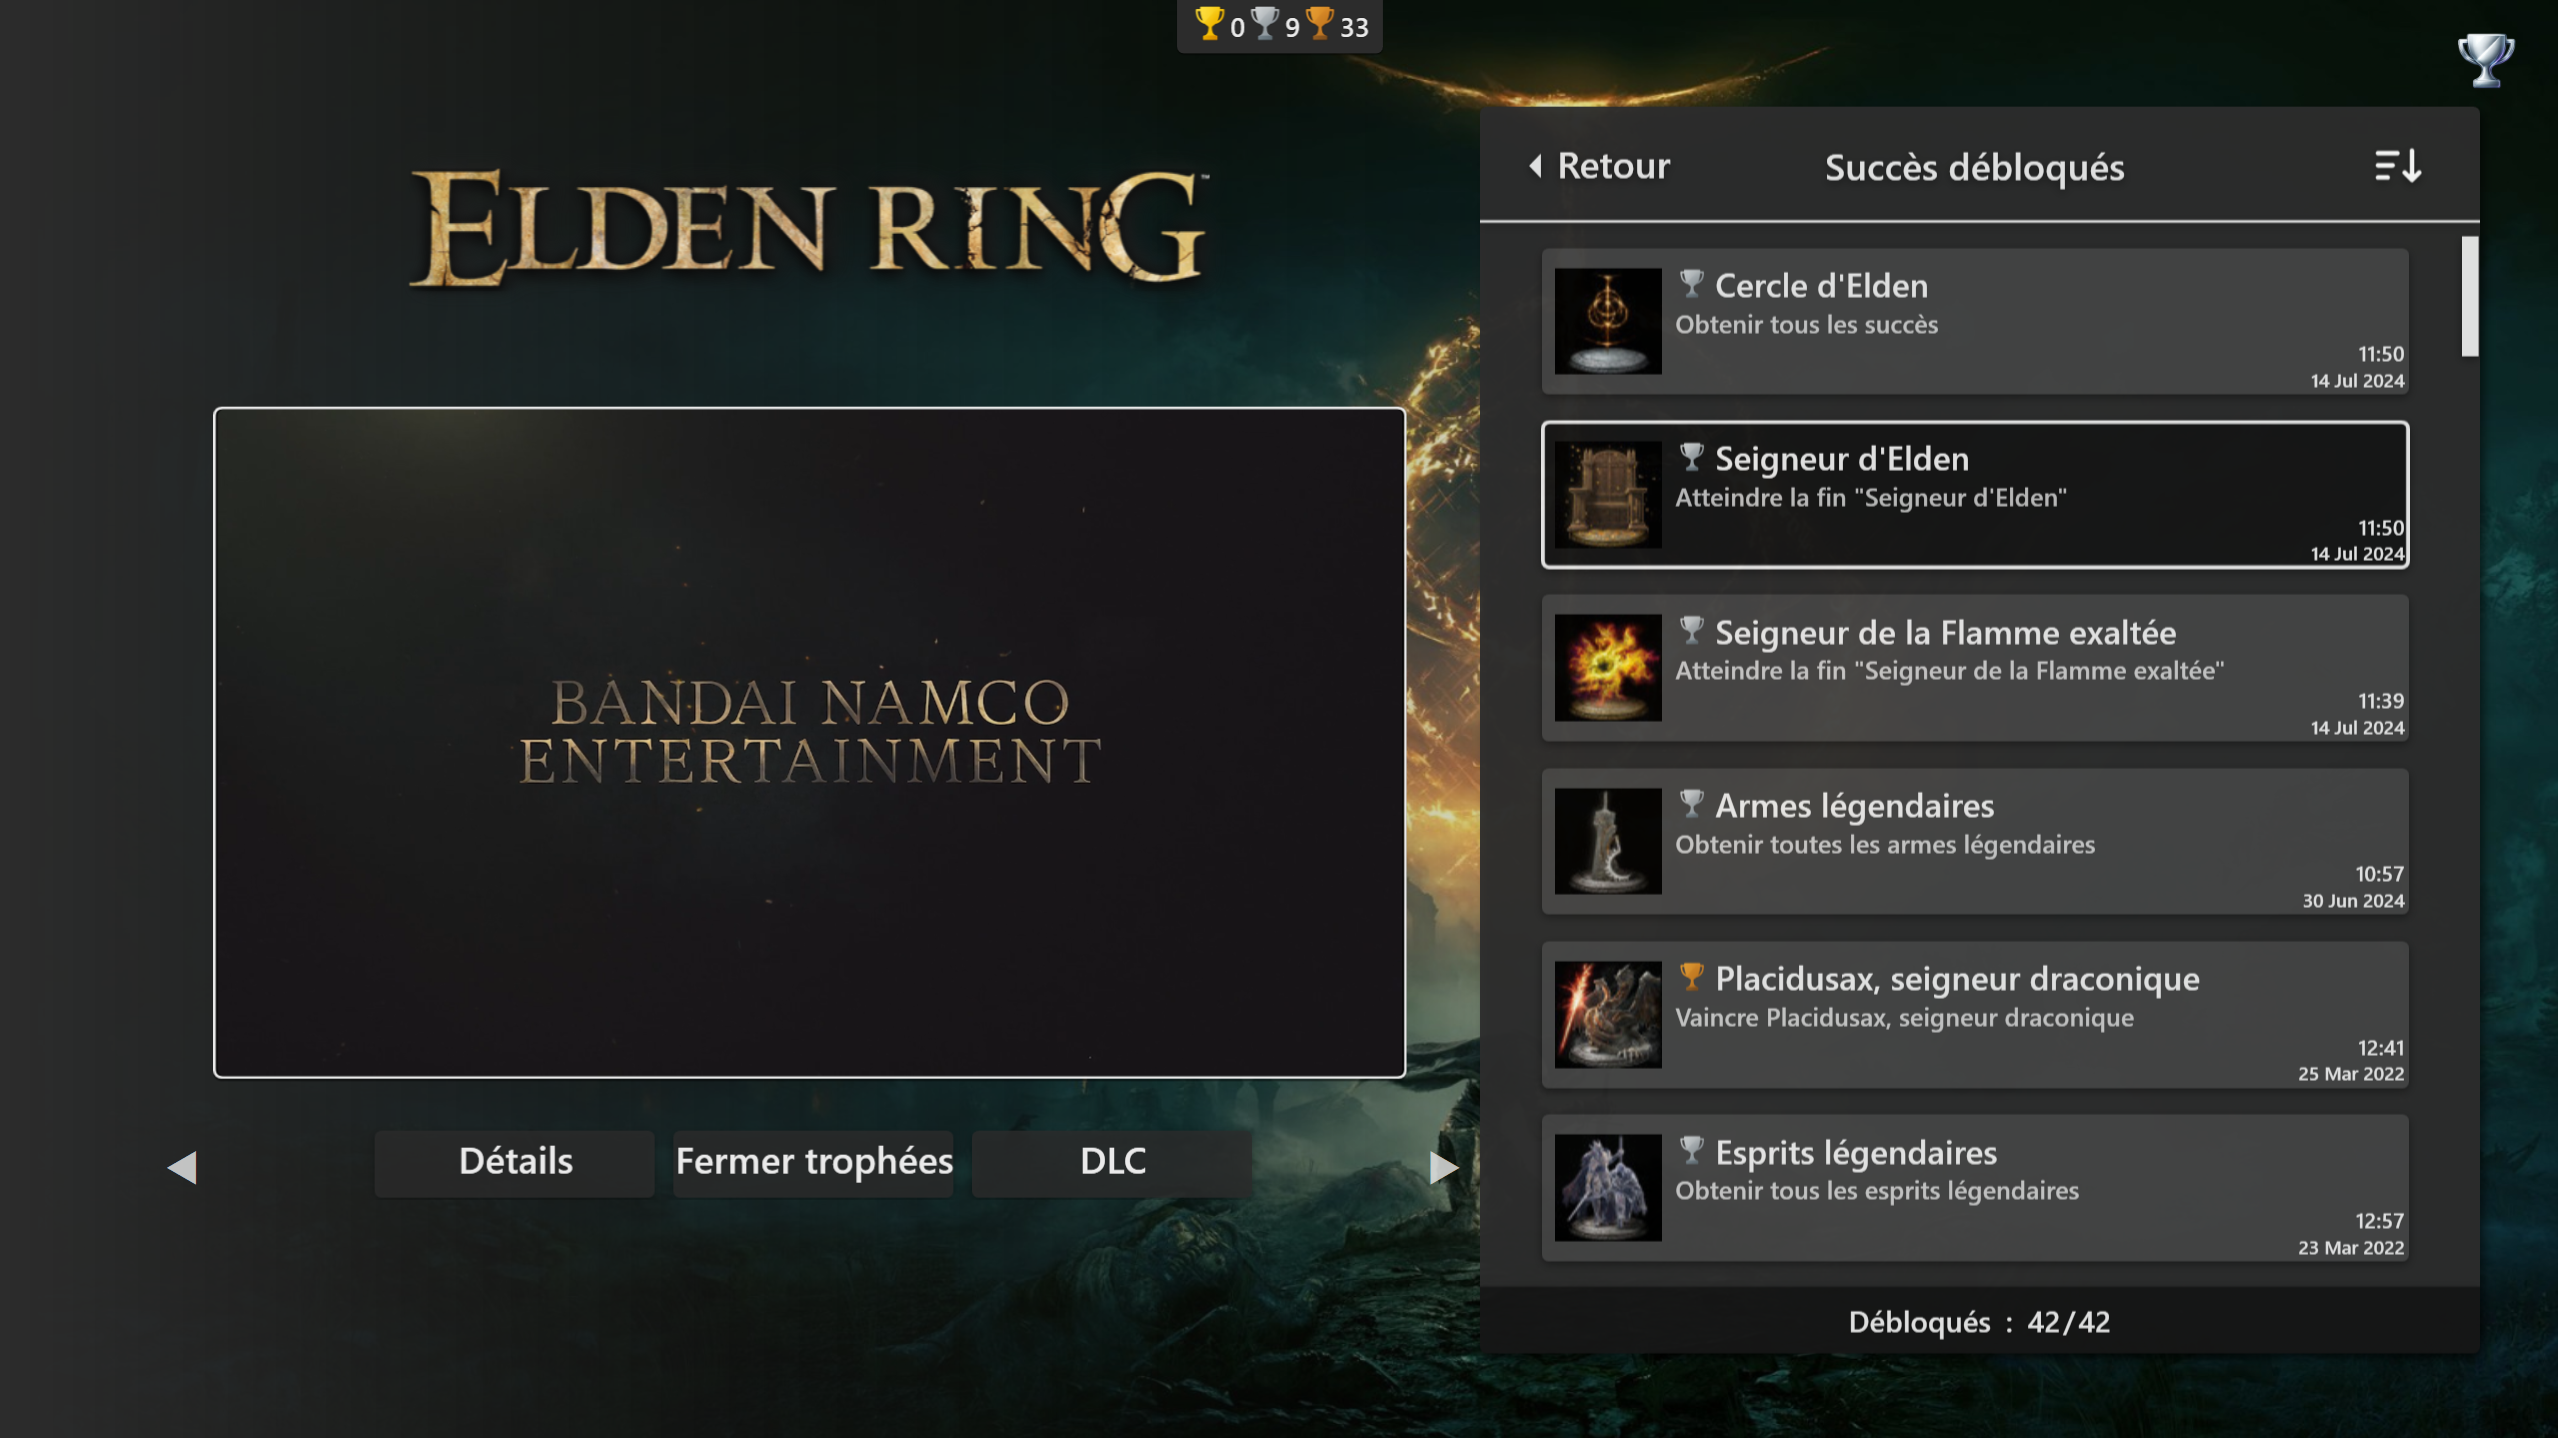 0 9 33
ELDEN RING™
BANDAI NAMCO
ENTERTAINMENT
Détails
Fermer trophées
DLC
Retour
Succès débloqués
Cercle d'Elden
Obtenir tous les succès
11:50
14 Jul 2024
Seigneur d'Elden
Atteindre la fin "Seigneur d'Elden"
11:50
14 Jul 2024
Seigneur de la Flamme exaltée
Atteindre la fin "Seigneur de la Flamme exaltée"
11:39
14 Jul 2024
Armes légendaires
Obtenir toutes les armes légendaires
10:57
30 Jun 2024
Placidusax, seigneur draconique
Vaincre Placidusax, seigneur draconique
12:41
25 Mar 2022
Esprits légendaires
Obtenir tous les esprits légendaires
12:57
23 Mar 2022
Débloqués : 42/42